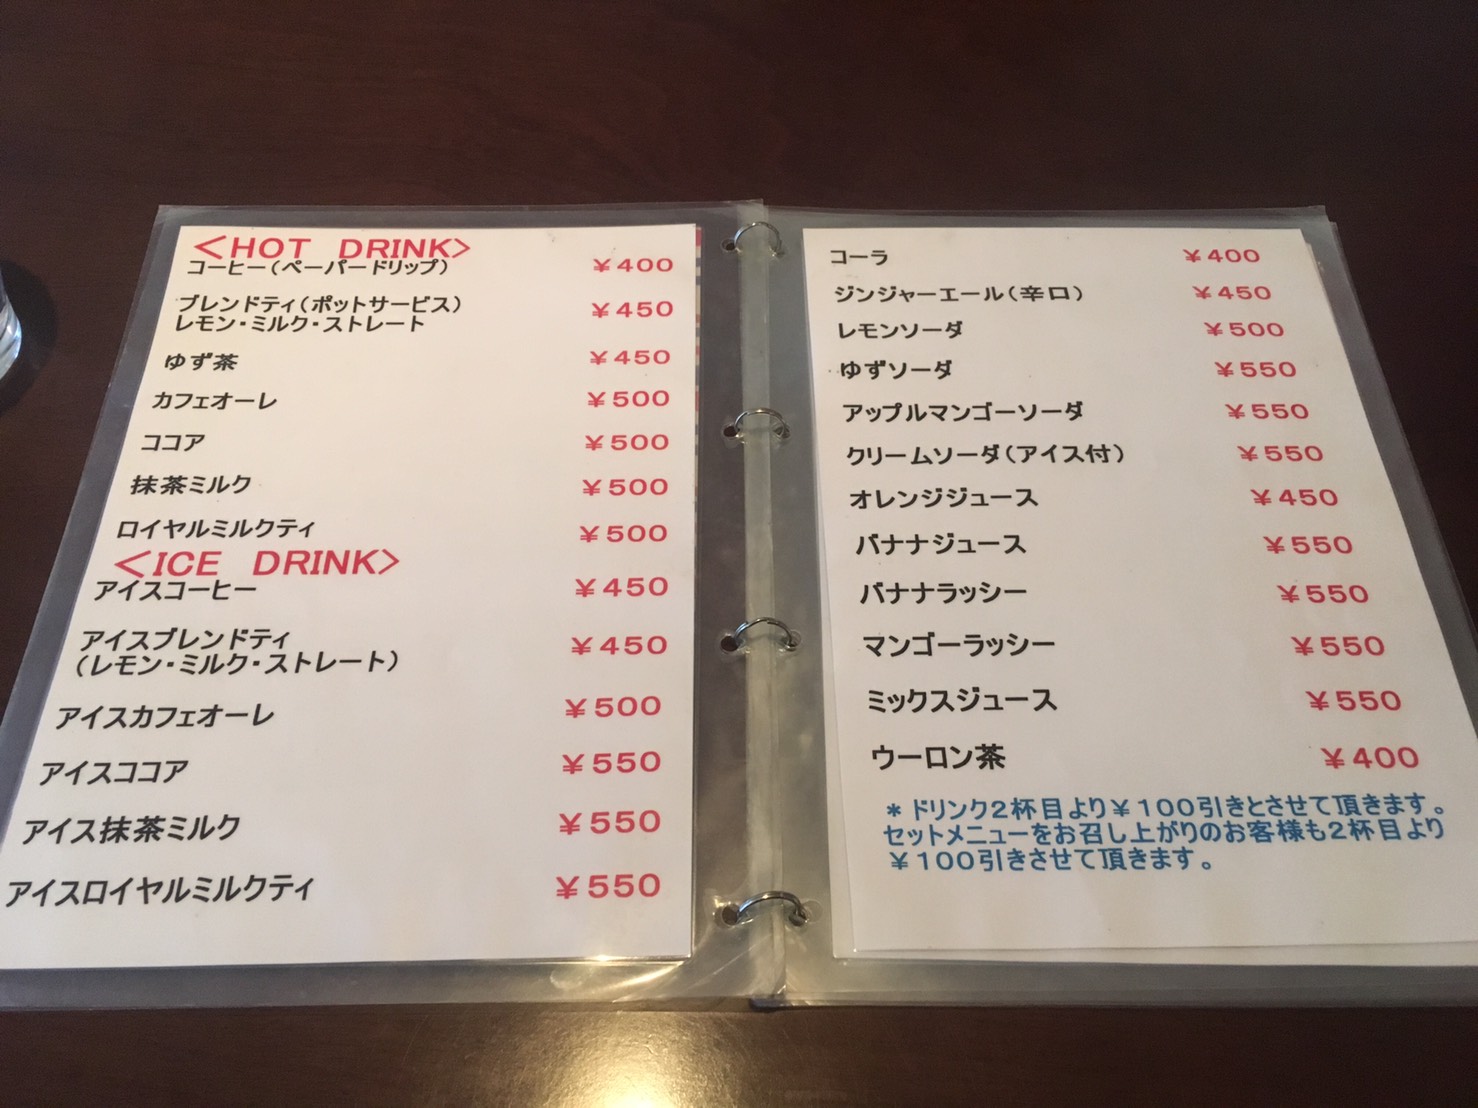 ＜HOT DRINK＞
コーヒー（ペーパードリップ） ￥400
ブレンドティ（ポットサービス） ￥450
レモン・ミルク・ストレート
ゆず茶 ￥450
カフェオーレ ￥500
ココア ￥500
抹茶ミルク ￥500
ロイヤルミルクティ ￥500
＜ICE DRINK＞
アイスコーヒー ￥450
アイスブレンドティ ￥450
（レモン・ミルク・ストレート）
アイスカフェオーレ ￥500
アイスココア ￥550
アイス抹茶ミルク ￥550
アイスロイヤルミルクティ ￥550
コーラ ￥400
ジンジャーエール（辛口） ￥450
レモンソーダ ￥500
ゆずソーダ ￥550
アップルマンゴーソーダ ￥550
クリームソーダ（アイス付） ￥550
オレンジジュース ￥450
バナナジュース ￥550
バナナラッシー ￥550
マンゴーラッシー ￥550
ミックスジュース ￥550
ウーロン茶 ￥400
＊ドリンク２杯目より￥100引きとさせて頂きます。
セットメニューをお召し上がりのお客様も２杯目より
￥100引きさせて頂きます。